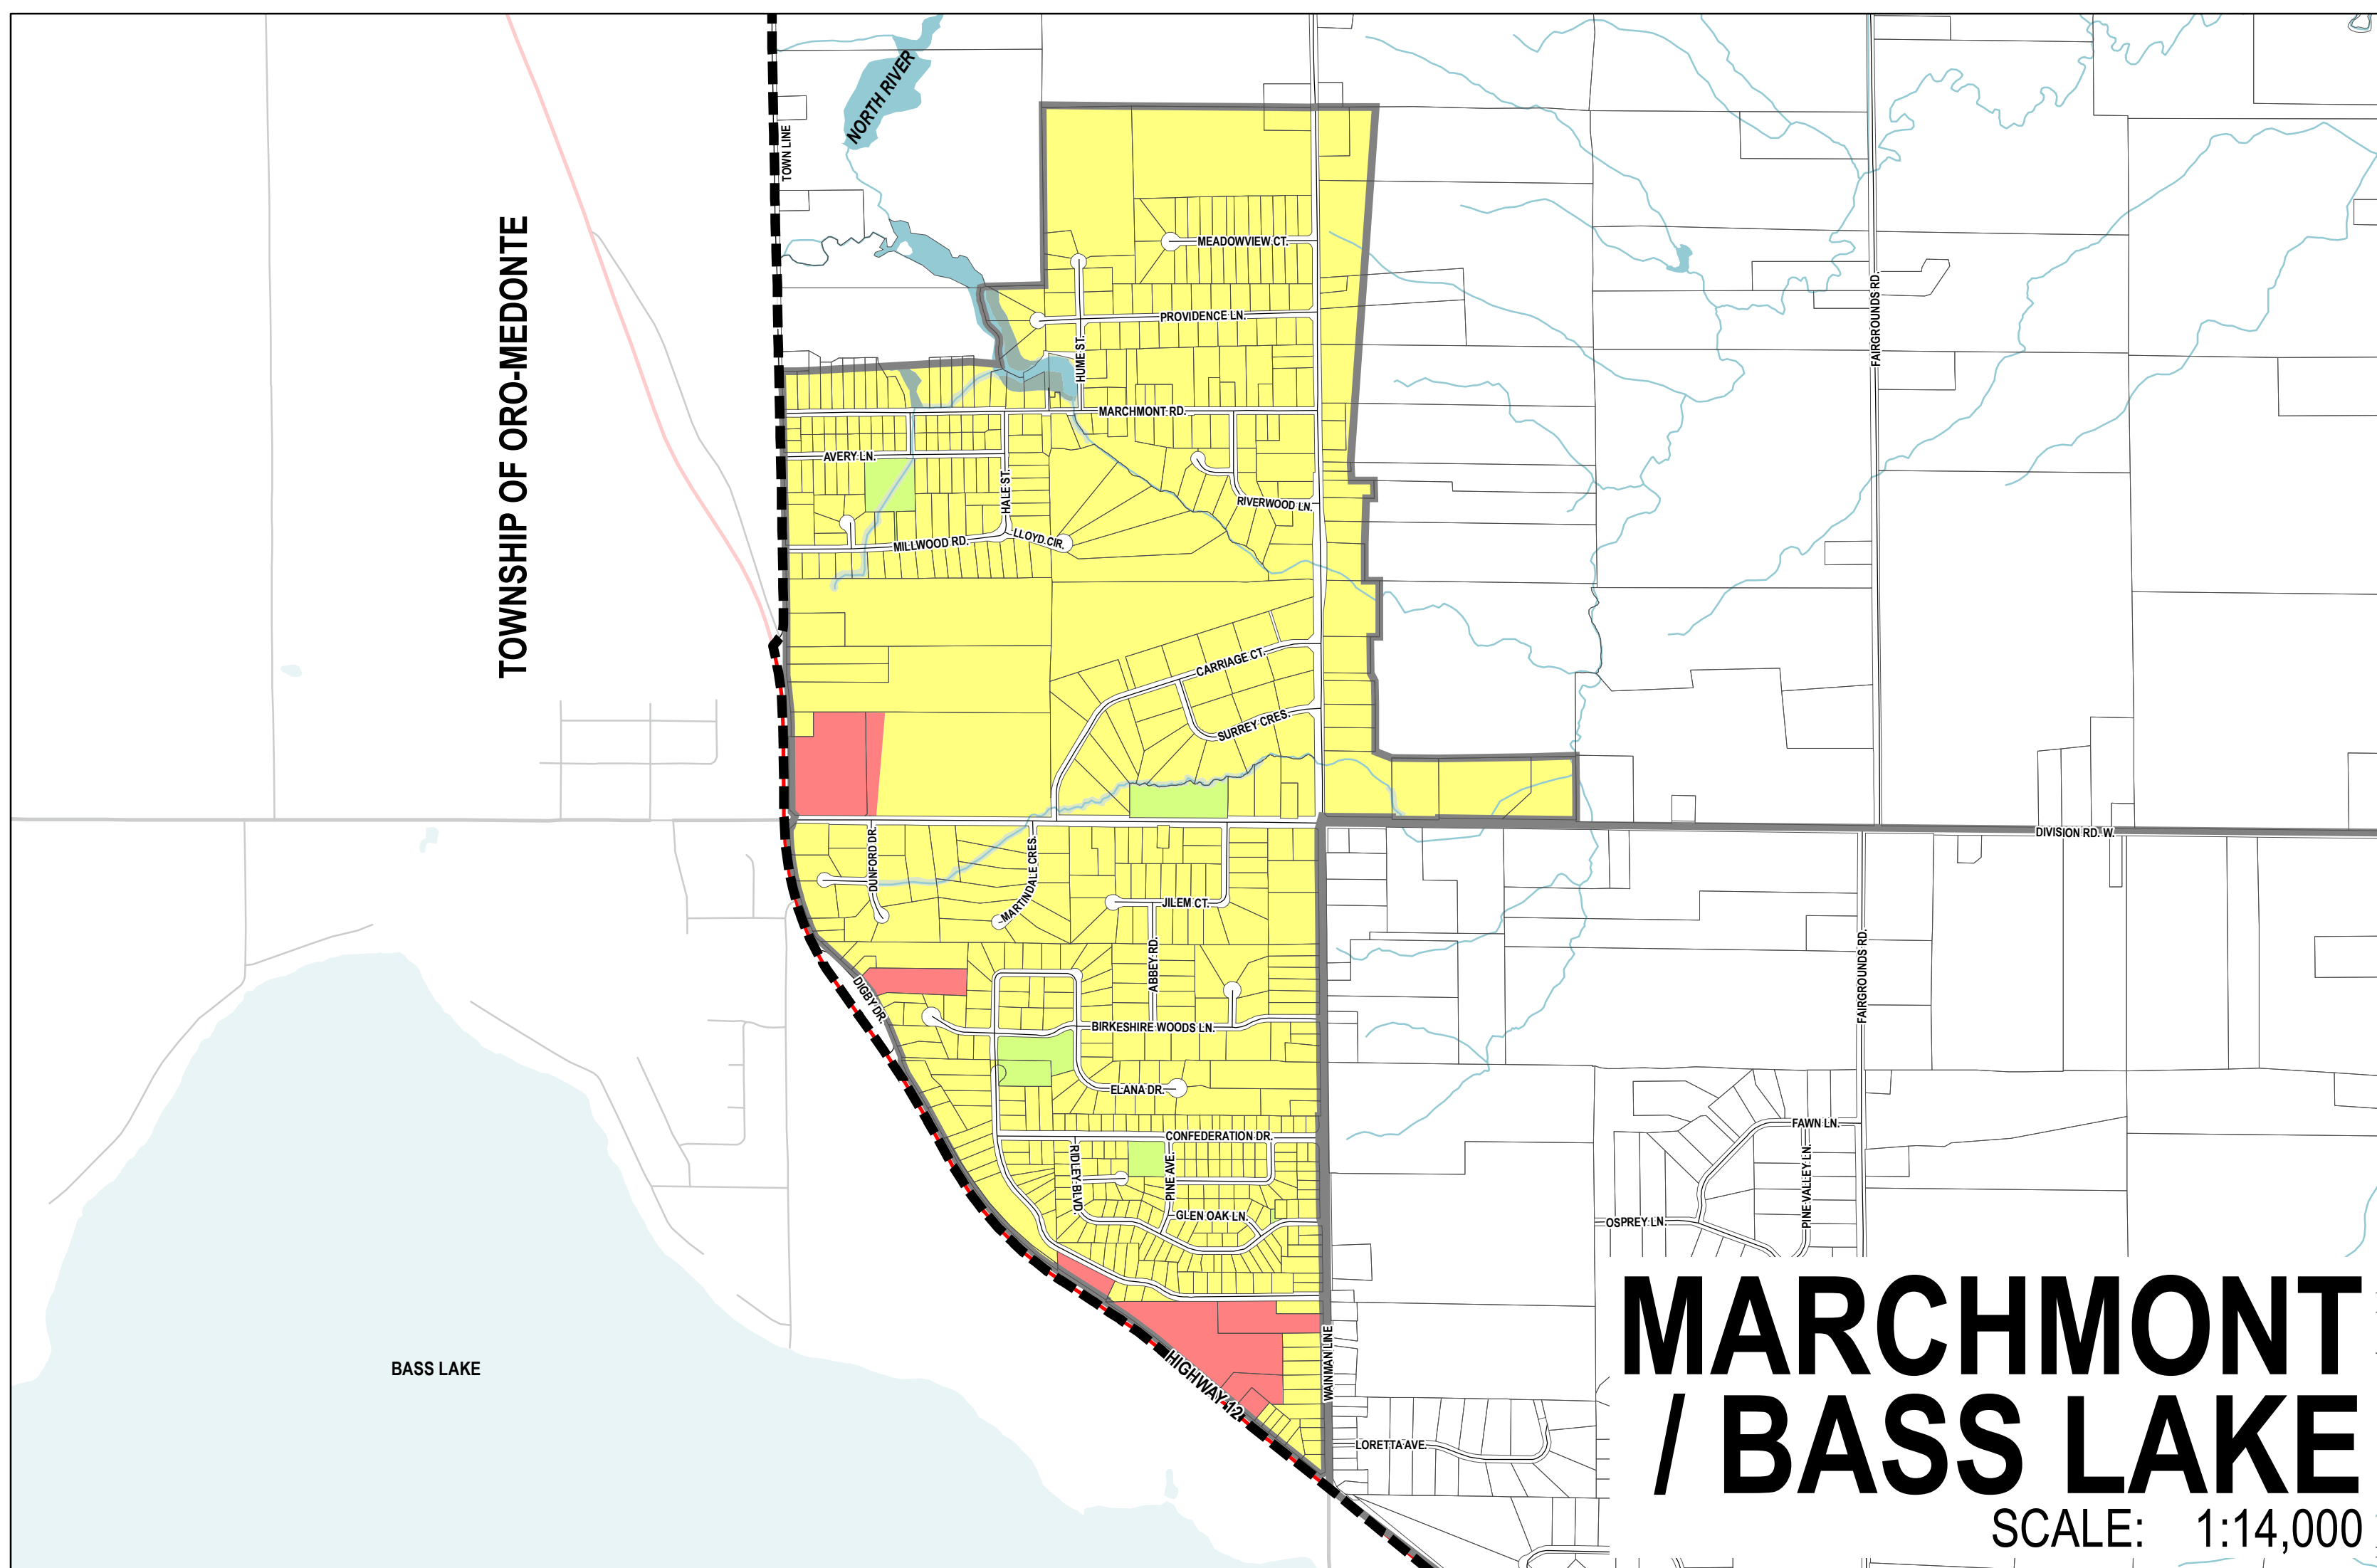 NORTH RIVER
TOWN LINE
TOWNSHIP OF ORO-MEDONTE
MEADOWVIEW CT.
FAIRGROUNDS RD.
PROVIDENCE LN.
HUME ST.
MARCHMONT RD.
AVERY LN.
HALE ST.
RIVERWOOD LN.
MILLWOOD RD.
LLOYD CIR.
CARRIAGE CT.
SURREY CRES.
DIVISION RD. W.
DUNFORD DR.
MARTINDALE CRES.
JILEM CT.
ABBEY RD.
FAIRGROUNDS RD.
DIGBY DR.
BIRKESHIRE WOODS LN.
ELANA DR.
FAWN LN.
CONFEDERATION DR.
RIDLEY BLVD.
PINE AVE.
PINE VALLEY LN.
GLEN OAK LN.
OSPREY LN.
WAINMAN LINE
BASS LAKE
HIGHWAY 12
LORETTA AVE.
MARCHMONT
/ BASS LAKE
SCALE: 1:14,000